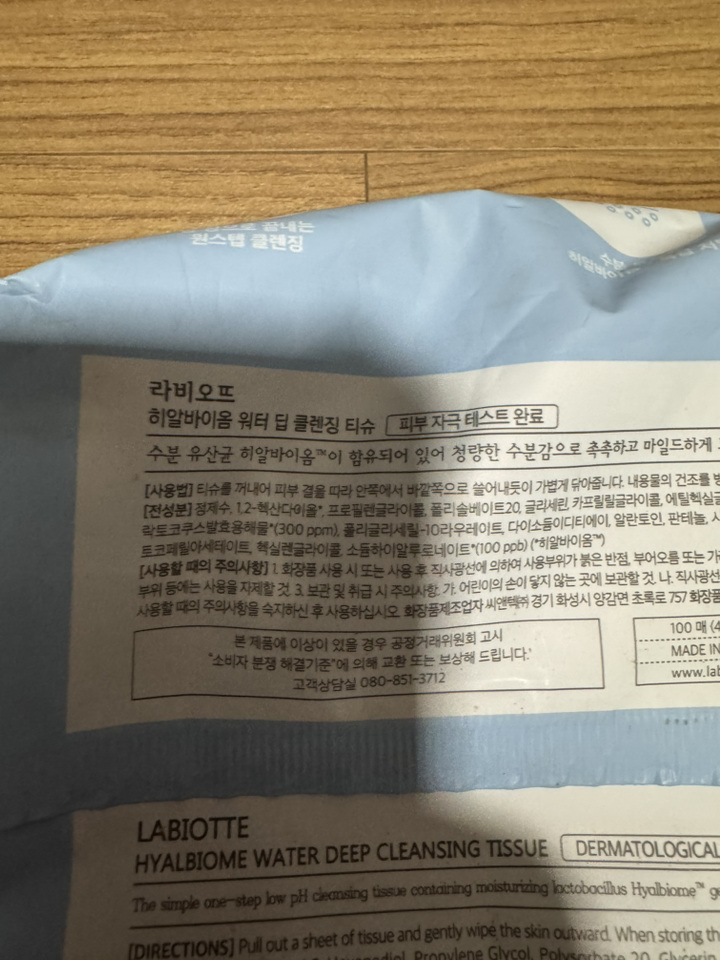 끝내는
원스텝 클렌징
수분
라비오뜨
히알바이옴 워터 딥 클렌징 티슈 피부 자극 테스트 완료
수분 유산균 히알바이옴™이 함유되어 있어 청량한 수분감으로 촉촉하고 마일드하게
[사용법] 티슈를 꺼내어 피부 결을 따라 안쪽에서 바깥쪽으로 쓸어내듯이 가볍게 닦아줍니다. 내용물의 건조를
[전성분] 정제수, 1,2-헥산다이올*, 프로필렌글라이콜, 폴리솔베이트20, 글리세린, 카프릴릴글라이콜, 에틸헥실글
락토코쿠스발효용해물*(300 ppm), 폴리글리세릴-10라우레이트, 다이소듐이디티에이, 알란토인, 판테놀,
토코페릴아세테이트, 헥실렌글라이콜, 소듐하이알루로네이트*(100 ppb) (*히알바이옴™)
[사용할 때의 주의사항] 1. 화장품 사용 시 또는 사용 후 직사광선에 의하여 사용부위가 붉은 반점, 부어오름 또는
부위 등에는 사용을 자제할 것. 3. 보관 및 취급 시 주의사항. 가. 어린이의 손이 닿지 않는 곳에 보관할 것. 나. 직사광선
사용할 때의 주의사항을 숙지하신 후 사용하십시오. 화장품제조업자 씨앤텍㈜ 경기 화성시 양감면 초록로 757 화장품
본 제품에 이상이 있을 경우 공정거래위원회 고시
"소비자 분쟁 해결기준"에 의해 교환 또는 보상해 드립니다.
고객상담실 080-851-3712
100 매 (4
MADE IN
www.lab
LABIOTTE
HYALBIOME WATER DEEP CLEANSING TISSUE DERMATOLOGICAL
The simple one-step low pH cleansing tissue containing moisturizing lactobacillus Hyalbiome™ ge
[DIRECTIONS] Pull out a sheet of tissue and gently wipe the skin outward. When storing th
Propylene Glycol, Polysorbate 20, Glycerin